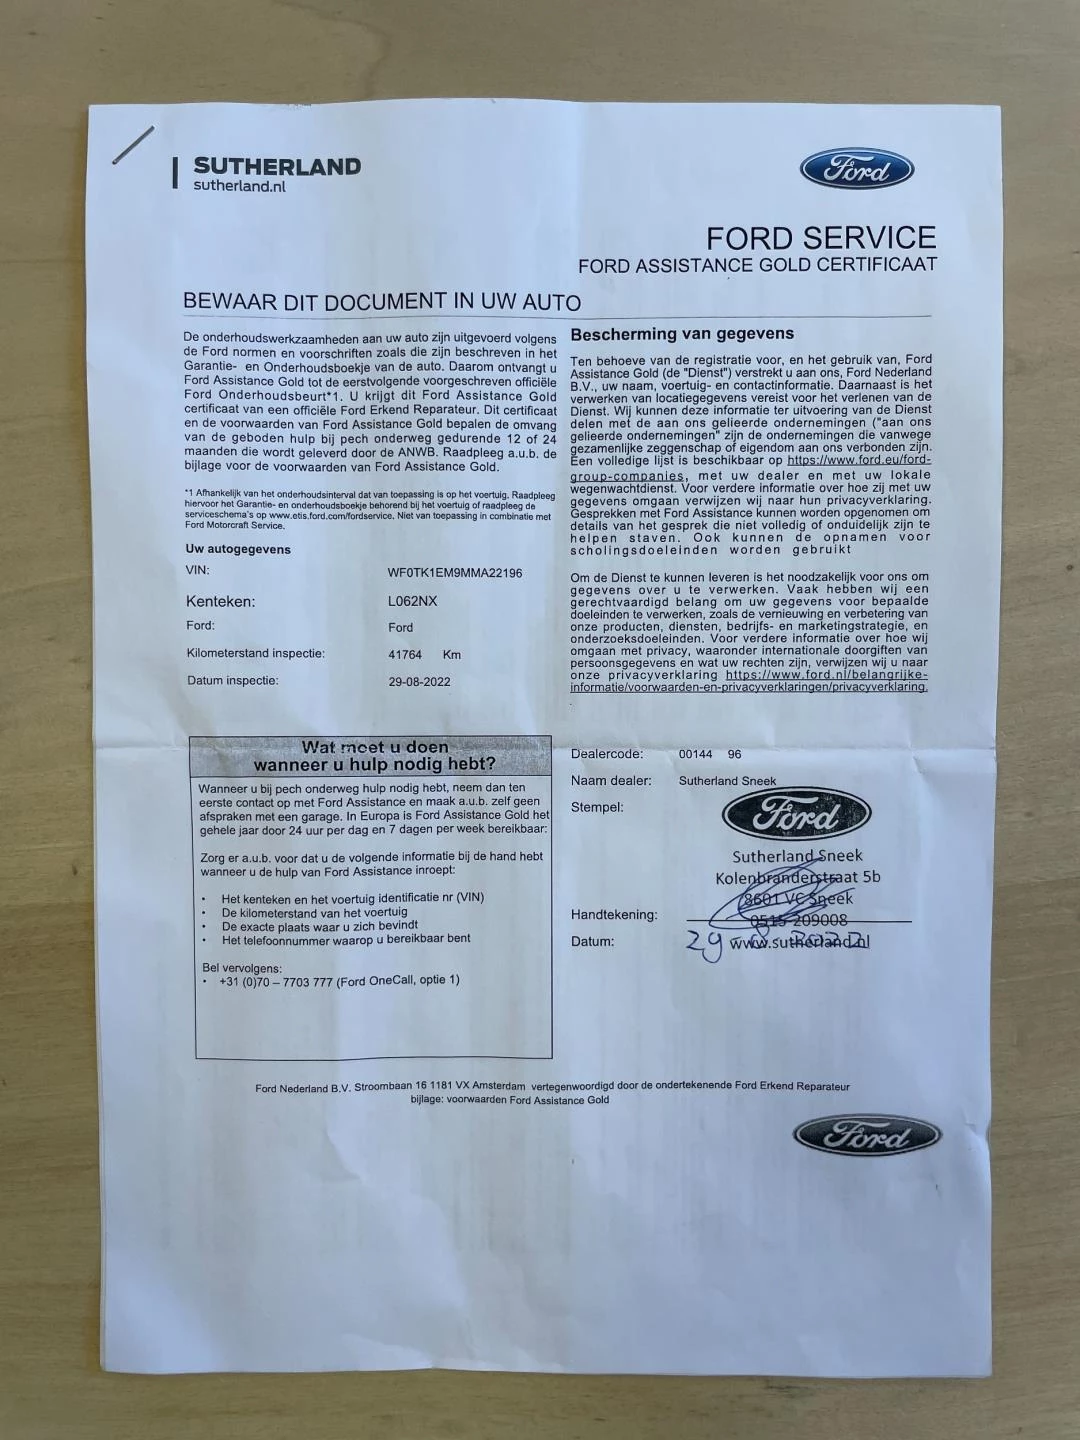 SUTHERLAND
sutherland.nl
Ford
FORD SERVICE
FORD ASSISTANCE GOLD CERTIFICAAT
BEWAAR DIT DOCUMENT IN UW AUTO
De onderhoudswerkzaamheden aan uw auto zijn uitgevoerd volgens
de Ford normen en voorschriften zoals die zijn beschreven in het
Garantie- en Onderhoudsboekje van de auto. Daarom ontvangt u
Ford Assistance Gold tot de eerstvolgende voorgeschreven officiële
Ford Onderhoudsbeurt*1. U krijgt dit Ford Assistance Gold
certificaat van een officiële Ford Erkend Reparateur. Dit certificaat
en de voorwaarden van Ford Assistance Gold bepalen de omvang
van de geboden hulp bij pech onderweg gedurende 12 of 24
maanden die wordt geleverd door de ANWB. Raadpleeg a.u.b. de
bijlage voor de voorwaarden van Ford Assistance Gold.
*1 Afhankelijk van het onderhoudsinterval dat van toepassing is op het voertuig. Raadpleeg
hiervoor het Garantie- en onderhoudsboekje behorend bij het voertuig of raadpleeg de
serviceschema's op www.etis.ford.com/fordservice. Niet van toepassing in combinatie met
Ford Motorcraft Service.
Uw autogegevens
VIN: WF0TK1EM9MMA22196
Kenteken: L062NX
Ford: Ford
Kilometerstand inspectie: 41764 Km
Datum inspectie: 29-08-2022
Bescherming van gegevens
Ten behoeve van de registratie voor, en het gebruik van, Ford
Assistance Gold (de "Dienst") verstrekt u aan ons, Ford Nederland
B.V., uw naam, voertuig- en contactinformatie. Daarnaast is het
verwerken van locatiegegevens vereist voor het verlenen van de
Dienst. Wij kunnen deze informatie ter uitvoering van de Dienst
delen met de aan ons gelieerde ondernemingen ("aan ons
gelieerde ondernemingen" zijn de ondernemingen die vanwege
gezamenlijke zeggenschap of eigendom aan ons verbonden zijn.
Een volledige lijst is beschikbaar op https://www.ford.eu/ford-
group-companies, met uw dealer en met uw lokale
wegenwachtdienst. Voor verdere informatie over hoe zij met uw
gegevens omgaan verwijzen wij u naar hun privacyverklaring.
Gesprekken met Ford Assistance kunnen worden opgenomen om
details van het gesprek die niet volledig of onduidelijk zijn te
helpen staven. Ook kunnen de opnamen voor
scholingsdoeleinden worden gebruikt
Om de Dienst te kunnen leveren is het noodzakelijk voor ons om
gegevens over u te verwerken. Vaak hebben wij een
gerechtvaardigd belang om uw gegevens voor bepaalde
doeleinden te verwerken, zoals de vernieuwing en verbetering van
onze producten, diensten, bedrijfs- en marketingstrategie, en
onderzoeksdoeleinden. Voor verdere informatie over hoe wij
omgaan met privacy, waaronder internationale doorgiften van
persoonsgegevens en wat uw rechten zijn, verwijzen wij u naar
onze privacyverklaring https://www.ford.nl/belangrijke-
informatie/voorwaarden-en-privacyverklaringen/privacyverklaring.
Wat moet u doen
wanneer u hulp nodig hebt?
Wanneer u bij pech onderweg hulp nodig hebt, neem dan ten
eerste contact op met Ford Assistance en maak a.u.b. zelf geen
afspraken met een garage. In Europa is Ford Assistance Gold het
gehele jaar door 24 uur per dag en 7 dagen per week bereikbaar:
Zorg er a.u.b. voor dat u de volgende informatie bij de hand hebt
wanneer u de hulp van Ford Assistance inroept:
• Het kenteken en het voertuig identificatie nr (VIN)
• De kilometerstand van het voertuig
• De exacte plaats waar u zich bevindt
• Het telefoonnummer waarop u bereikbaar bent
Bel vervolgens:
• +31 (0)70 – 7703 777 (Ford OneCall, optie 1)
Dealercode: 00144 96
Naam dealer: Sutherland Sneek
Stempel:
Ford
Sutherland Sneek
Kolenbranderstraat 5b
8601 VC Sneek
Handtekening: 0515-209008
Datum: 29 8 2022
www.sutherland.nl
Ford Nederland B.V. Stroombaan 16 1181 VX Amsterdam vertegenwoordigd door de ondertekenende Ford Erkend Reparateur
bijlage: voorwaarden Ford Assistance Gold
Ford